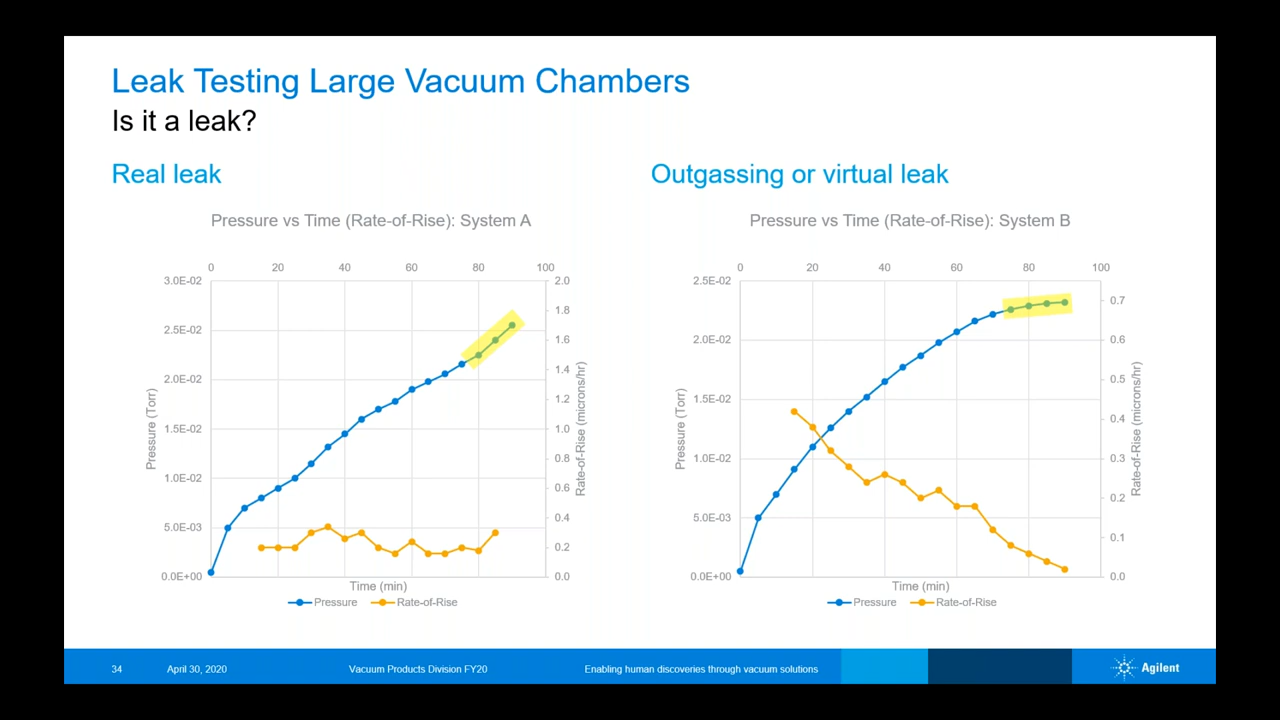 Leak Testing Large Vacuum Chambers
Is it a leak?
Real leak
Pressure vs Time (Rate-of-Rise): System A
0 20 40 60 80 100
3.0E-02
2.5E-02
2.0E-02
1.5E-02
1.0E-02
5.0E-03
0.0E+00
Pressure (Torr)
2.0
1.8
1.6
1.4
1.2
1.0
0.8
0.6
0.4
0.2
0.0
Rate-of-Rise (microns/hr)
Time (min)
Pressure Rate-of-Rise
Outgassing or virtual leak
Pressure vs Time (Rate-of-Rise): System B
0 20 40 60 80 100
2.5E-02
2.0E-02
1.5E-02
1.0E-02
5.0E-03
0.0E+00
Pressure (Torr)
0.7
0.6
0.5
0.4
0.3
0.2
0.1
0.0
Rate-of-Rise (microns/hr)
Time (min)
Pressure Rate-of-Rise
34 April 30, 2020 Vacuum Products Division FY20 Enabling human discoveries through vacuum solutions Agilent